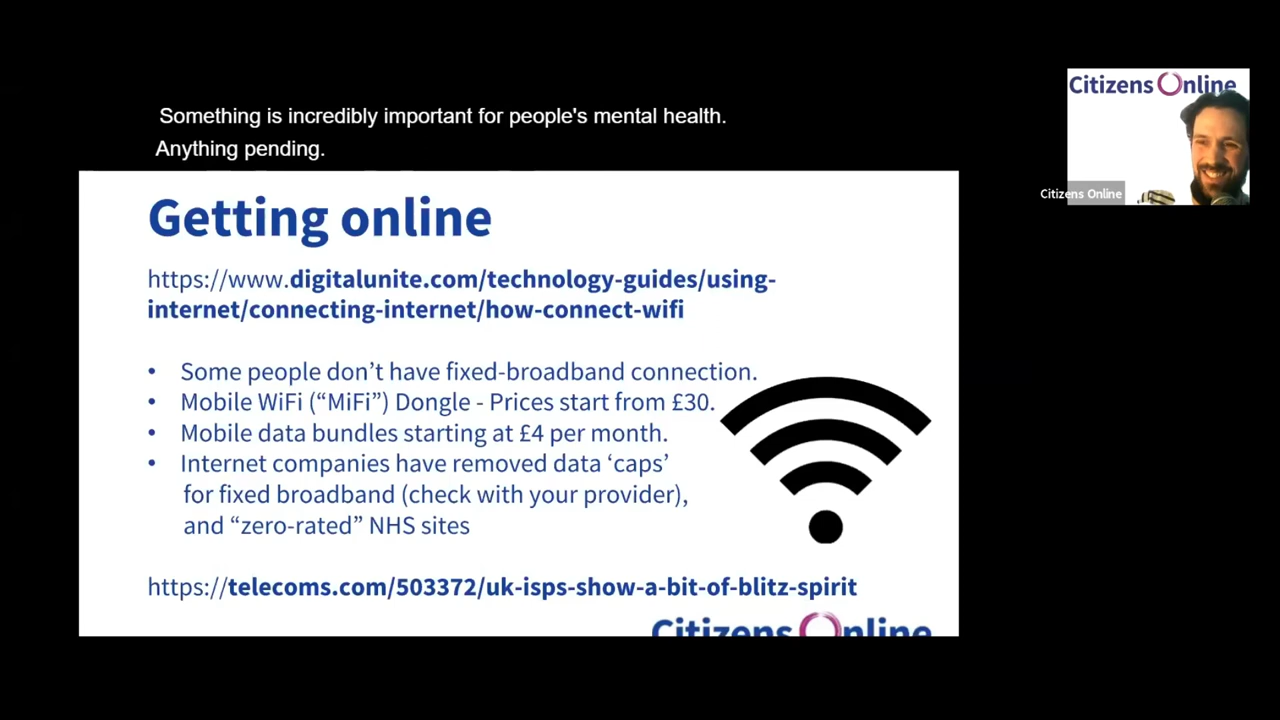 Something is incredibly important for people's mental health.
Anything pending.
Getting online
https://www.digitalunite.com/technology-guides/using-
internet/connecting-internet/how-connect-wifi
• Some people don’t have fixed-broadband connection.
• Mobile WiFi (“MiFi”) Dongle - Prices start from £30.
• Mobile data bundles starting at £4 per month.
• Internet companies have removed data ‘caps’
for fixed broadband (check with your provider),
and “zero-rated” NHS sites
https://telecoms.com/503372/uk-isps-show-a-bit-of-blitz-spirit
Citizens Online
Citizens Online
Citizens Online